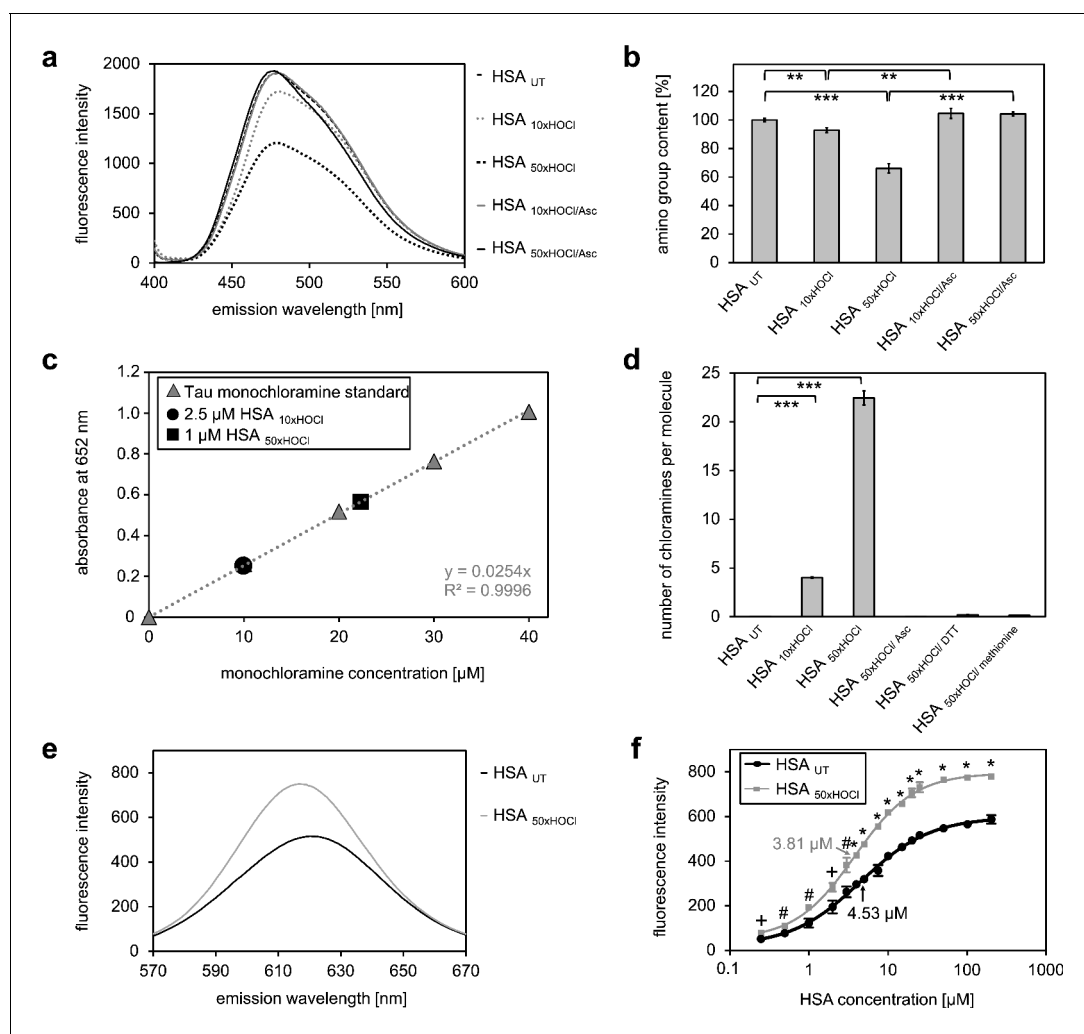 a
2000
1500
1000
500
0
400 450 500 550 600
fluorescence intensity
emission wavelength [nm]
HSA UT
HSA 10xHOCl
HSA 50xHOCl
HSA 10xHOCl/Asc
HSA 50xHOCl/Asc
b
120
100
80
60
40
20
0
amino group content [%]
** **
*** ***
HSA UT
HSA 10xHOCl
HSA 50xHOCl
HSA 10xHOCl/Asc
HSA 50xHOCl/Asc
c
1.2
1.0
0.8
0.6
0.4
0.2
0
0 10 20 30 40
absorbance at 652 nm
monochloramine concentration [µM]
Tau monochloramine standard
2.5 µM HSA 10xHOCl
1 µM HSA 50xHOCl
y = 0.0254x
R² = 0.9996
d
25
20
15
10
5
0
number of chloramines per molecule
***
***
HSA UT
HSA 10xHOCl
HSA 50xHOCl
HSA 50xHOCl/ Asc
HSA 50xHOCl/ DTT
HSA 50xHOCl/ methionine
e
800
600
400
200
0
570 590 610 630 650 670
fluorescence intensity
emission wavelength [nm]
HSA UT
HSA 50xHOCl
f
800
600
400
200
0
0.1 1 10 100 1000
fluorescence intensity
HSA concentration [µM]
HSA UT
HSA 50xHOCl
3.81 µM
4.53 µM
+ # # + # * * * * * * * * * *